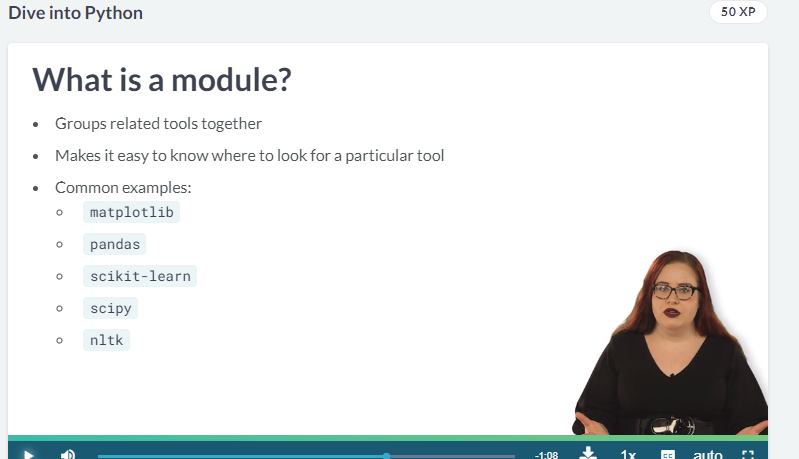 Dive into Python
50 XP
What is a module?
Groups related tools together
Makes it easy to know where to look for a particular tool
Common examples:
matplotlib
pandas
scikit-learn
scipy
nltk
-1:08
1x
CC
auto